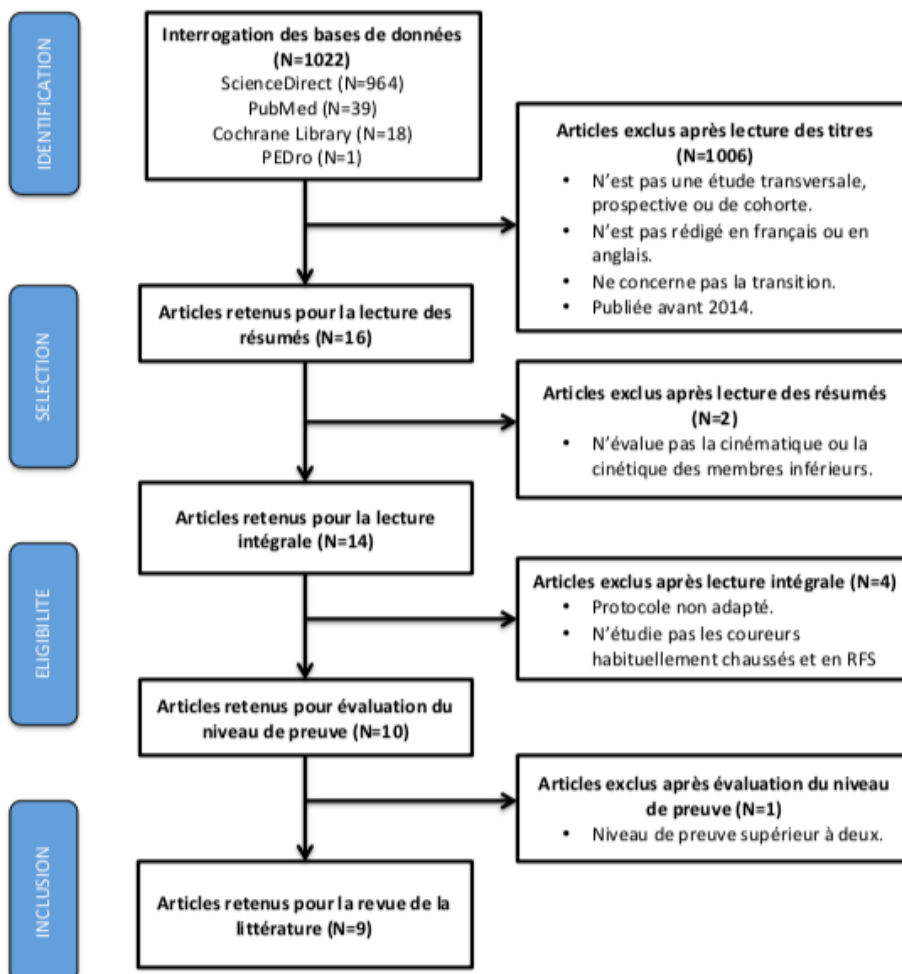 IDENTIFICATION
Interrogation des bases de données
(N=1022)
ScienceDirect (N=964)
PubMed (N=39)
Cochrane Library (N=18)
PEDro (N=1)
Articles exclus après lecture des titres
(N=1006)
• N'est pas une étude transversale,
prospective ou de cohorte.
• N'est pas rédigé en français ou en
anglais.
• Ne concerne pas la transition.
• Publiée avant 2014.
SELECTION
Articles retenus pour la lecture des
résumés (N=16)
Articles exclus après lecture des résumés
(N=2)
• N'évalue pas la cinématique ou la
cinétique des membres inférieurs.
Articles retenus pour la lecture
intégrale (N=14)
ELIGIBILITE
Articles exclus après lecture intégrale (N=4)
• Protocole non adapté.
• N'étudie pas les coureurs
habituellement chaussés et en RFS
Articles retenus pour évaluation du
niveau de preuve (N=10)
Articles exclus après évaluation du niveau
de preuve (N=1)
• Niveau de preuve supérieur à deux.
INCLUSION
Articles retenus pour la revue de la
littérature (N=9)